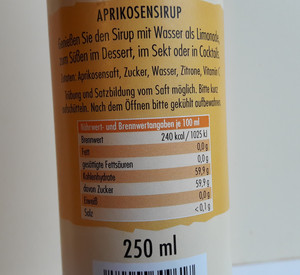 APRIKOSENSIRUP
Genießen Sie den Sirup mit Wasser als Limonade,
zum Süßen im Dessert, im Sekt oder in Cocktails.
Zutaten: Aprikosensaft, Zucker, Wasser, Zitrone, Vitamin C
Trübung und Satzbildung vom Saft möglich. Bitte kurz
aufschütteln. Nach dem Öffnen bitte gekühlt aufbewahren.
Nährwert- und Brennwertangaben je 100 ml
Brennwert 240 kcal / 1025 kJ
Fett 0,0 g
gesättigte Fettsäuren 0,0 g
Kohlenhydrate 59,9 g
davon Zucker 59,9 g
Eiweiß 0,0 g
Salz < 0,1 g
250 ml